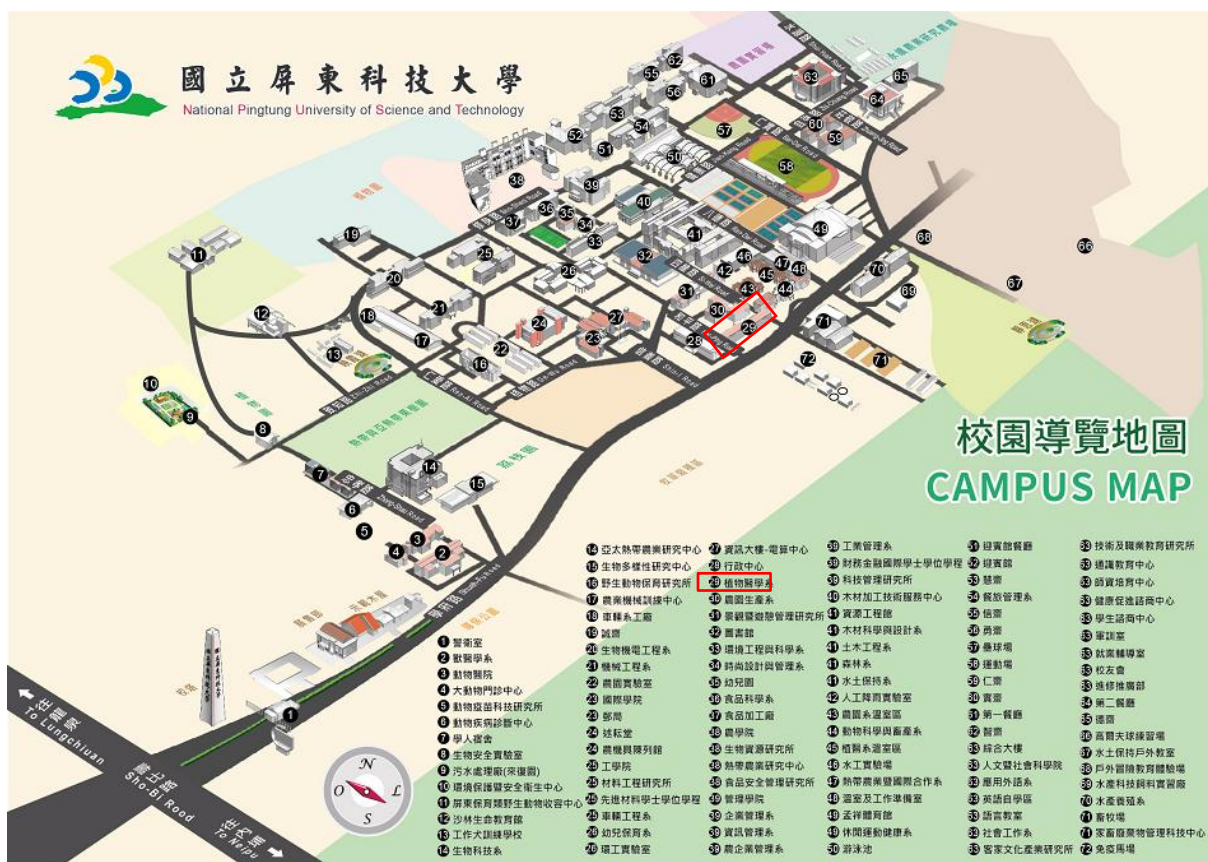 國立屏東科技大學
National Pingtung University of Science and Technology
校園導覽地圖
CAMPUS MAP
Zhi-Zhi Road
Ren-Ai Road
Shin-I Road
Zhong-Shau Road
熱帶與亞熱帶果樹園
荔枝園
學府路
Shueh-Fu Road
往龍泉
To Lungchuan
壽比路
Sho-Bi Rood
往內埔
To Neipu
N
O
L
S
1 警衛室
2 獸醫學系
3 動物醫院
4 大動物門診中心
5 動物疫苗科技研究所
6 動物疾病診斷中心
7 學人宿舍
8 生物安全實驗室
9 污水處理廠(來復園)
10 環境保護暨安全衛生中心
11 屏東保育類野生動物收容中心
12 沙林生命教育館
13 工作犬訓練學校
14 生物科技系
14 亞太熱帶農業研究中心
15 生物多樣性研究中心
16 野生動物保育研究所
17 農業機械訓練中心
18 車輛系工廠
19 誠齋
20 生物機電工程系
21 機械工程系
22 農園實驗室
23 國際學院
23 郵局
24 述耘堂
24 農機具陳列館
25 工學院
25 材料工程研究所
25 先進材料學士學位學程
25 車輛工程系
26 幼兒保育系
26 環工實驗室
27 資訊大樓-電算中心
28 行政中心
29 植物醫學系
30 農園生產系
31 景觀暨遊憩管理研究所
32 圖書館
33 環境工程與科學系
34 時尚設計與管理系
35 幼兒園
36 食品科學系
37 食品加工廠
38 農學院
38 生物資源研究所
38 熱帶農業研究中心
38 食品安全管理研究所
39 管理學院
39 企業管理系
39 資訊管理系
39 農企業管理系
39 工業管理系
39 財務金融國際學士學位學程
39 科技管理研究所
40 木材加工技術服務中心
41 資源工程館
41 木材科學與設計系
41 土木工程系
41 森林系
41 水土保持系
42 人工降雨實驗室
43 農園系溫室區
44 動物科學與畜產系
45 植醫系溫室區
46 水工實驗場
47 熱帶農業暨國際合作系
48 溫室及工作準備室
49 孟祥體育館
49 休閒運動健康系
50 游泳池
51 迎賓館餐廳
52 迎賓館
53 慧齋
54 餐旅管理系
55 信齋
56 勇齋
57 壘球場
58 運動場
59 仁齋
60 實齋
61 第一餐廳
62 智齋
63 綜合大樓
63 人文暨社會科學院
63 應用外語系
63 英語自學區
63 語言教室
62 社會工作系
63 客家文化產業研究所
53 技術及職業教育研究所
53 通識教育中心
53 師資培育中心
53 健康促進諮商中心
63 學生諮商中心
63 軍訓室
53 就業輔導室
63 校友會
63 進修推廣部
64 第二餐廳
65 德齋
66 高爾夫球練習場
67 水土保持戶外教室
68 戶外冒險教育體驗場
69 水產科技飼料實習廠
70 水產養殖系
71 畜牧場
71 家畜廢棄物管理科技中心
72 免疫馬場